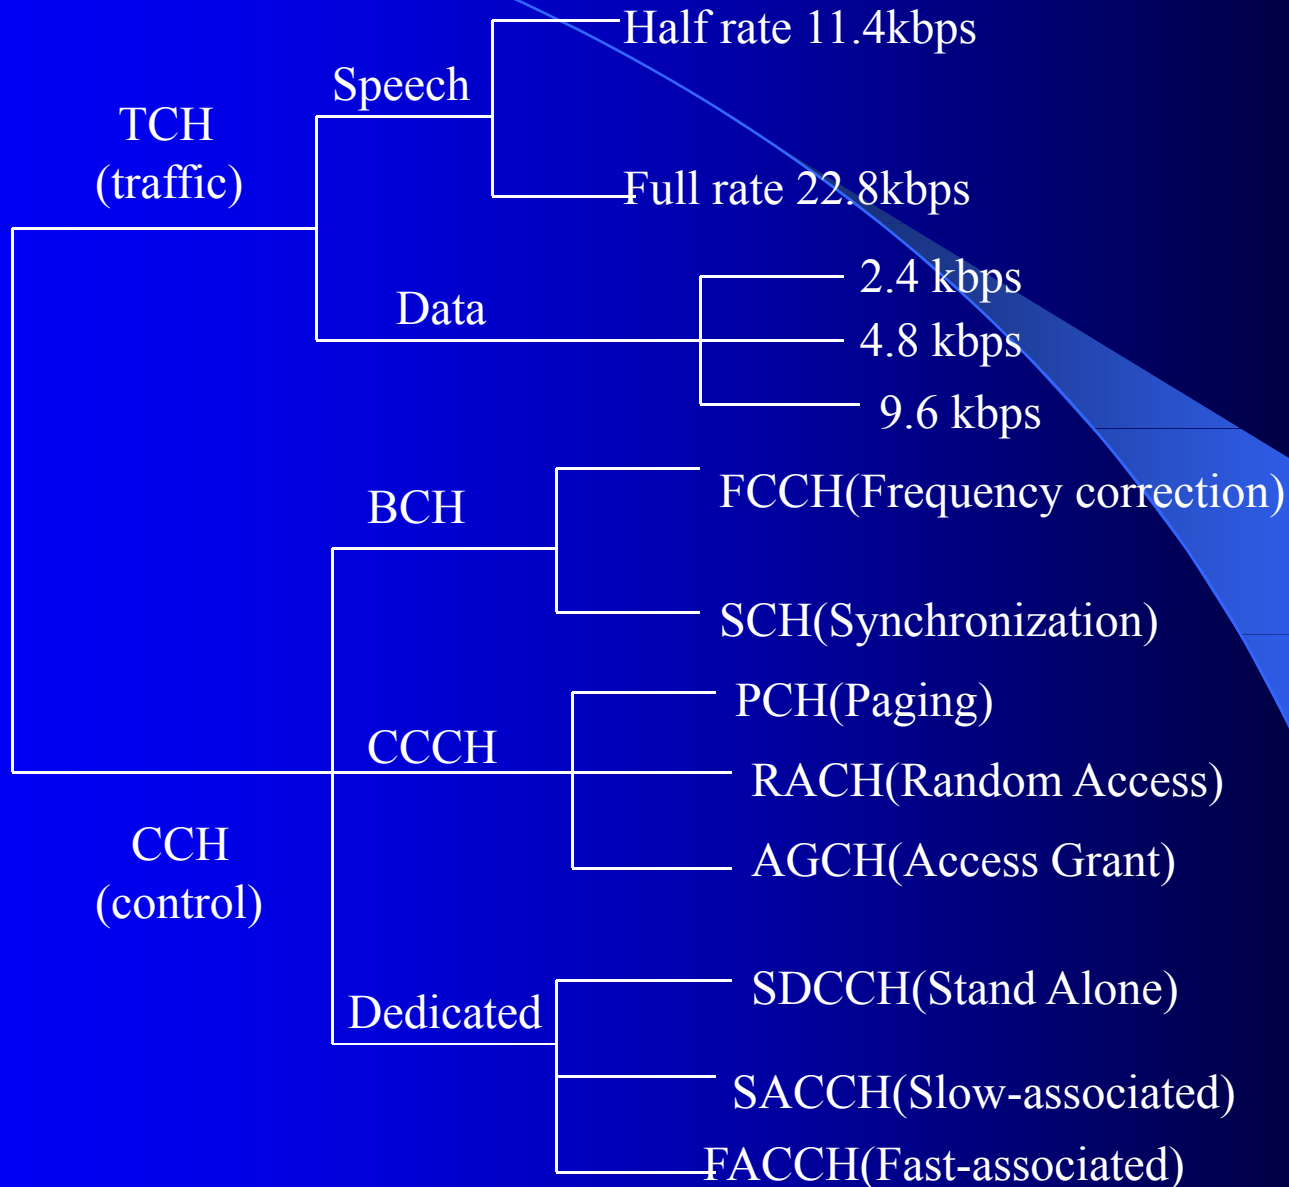 Half rate 11.4kbps
Speech
TCH
(traffic)
Full rate 22.8kbps
2.4 kbps
Data
4.8 kbps
9.6 kbps
FCCH(Frequency correction)
BCH
SCH(Synchronization)
PCH(Paging)
CCCH
RACH(Random Access)
CCH
(control)
AGCH(Access Grant)
SDCCH(Stand Alone)
Dedicated
SACCH(Slow-associated)
FACCH(Fast-associated)